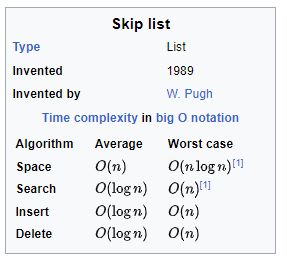 Skip list
Type List
Invented 1989
Invented by W. Pugh
Time complexity in big O notation
Algorithm Average Worst case
Space O(n) O(n log n)[1]
Search O(log n) O(n)[1]
Insert O(log n) O(n)
Delete O(log n) O(n)